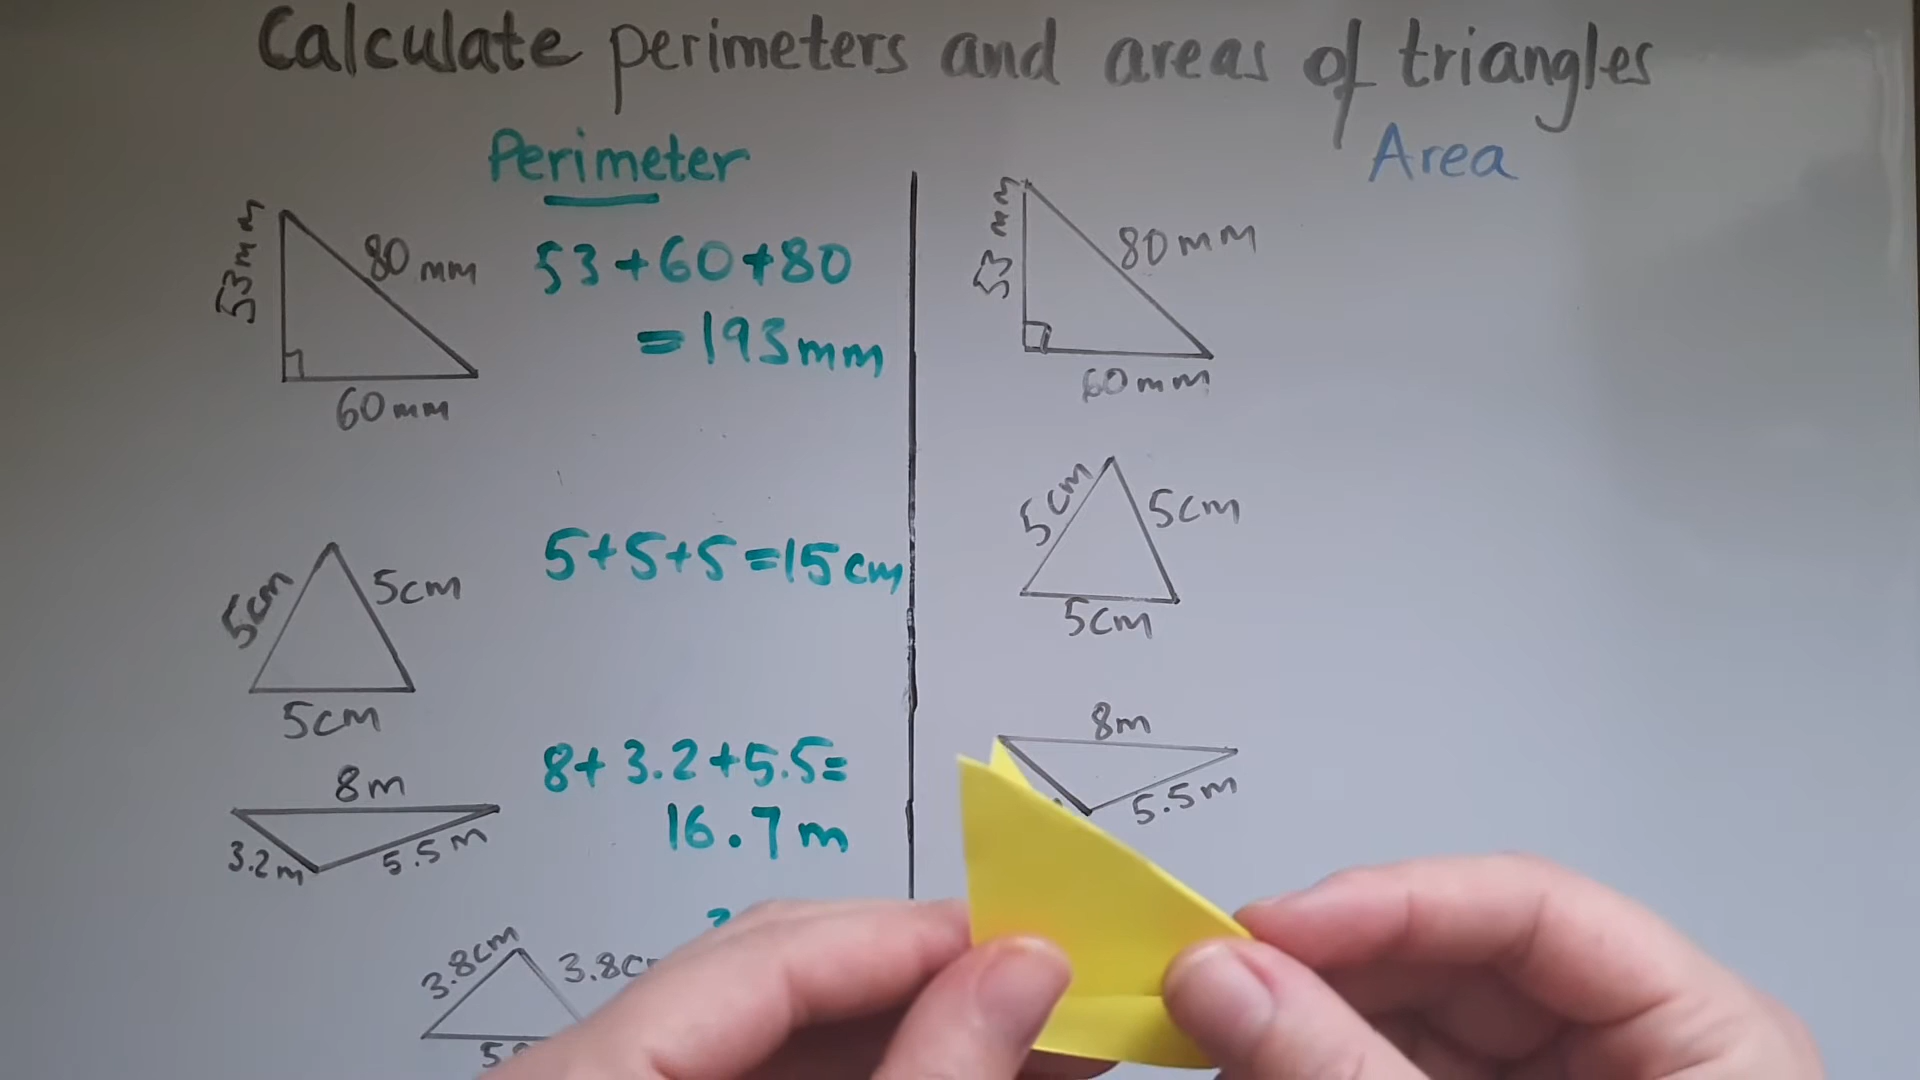 Calculate perimeters and areas of triangles
Perimeter
53mm
80 mm
60mm
53+60+80
=193mm
5cm
5cm
5cm
5+5+5=15cm
8m
3.2m
5.5m
8+3.2+5.5=
16.7m
3.8cm
Area
53mm
80mm
60mm
5cm
5cm
5cm
8m
5.5m